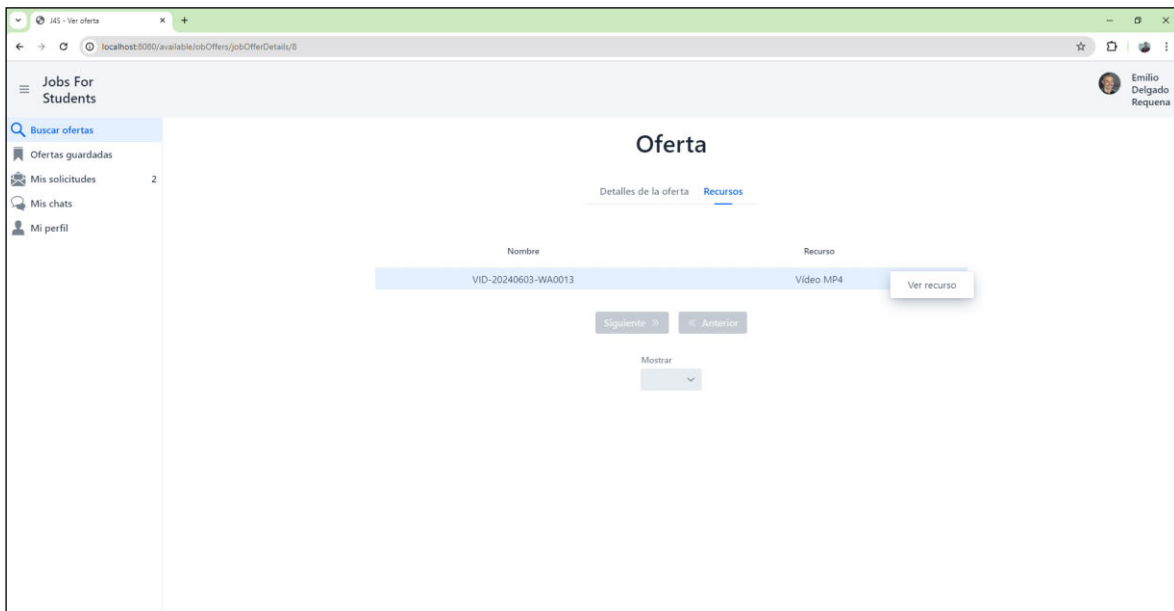 J4S - Ver oferta
localhost:8080/availableJobOffers/jobOfferDetails/8
Jobs For
Students
Emilio
Delgado
Requena
Buscar ofertas
Ofertas guardadas
Mis solicitudes 2
Mis chats
Mi perfil
Oferta
Detalles de la oferta Recursos
Nombre Recurso
VID-20240603-WA0013 Vídeo MP4
Ver recurso
Siguiente » « Anterior
Mostrar